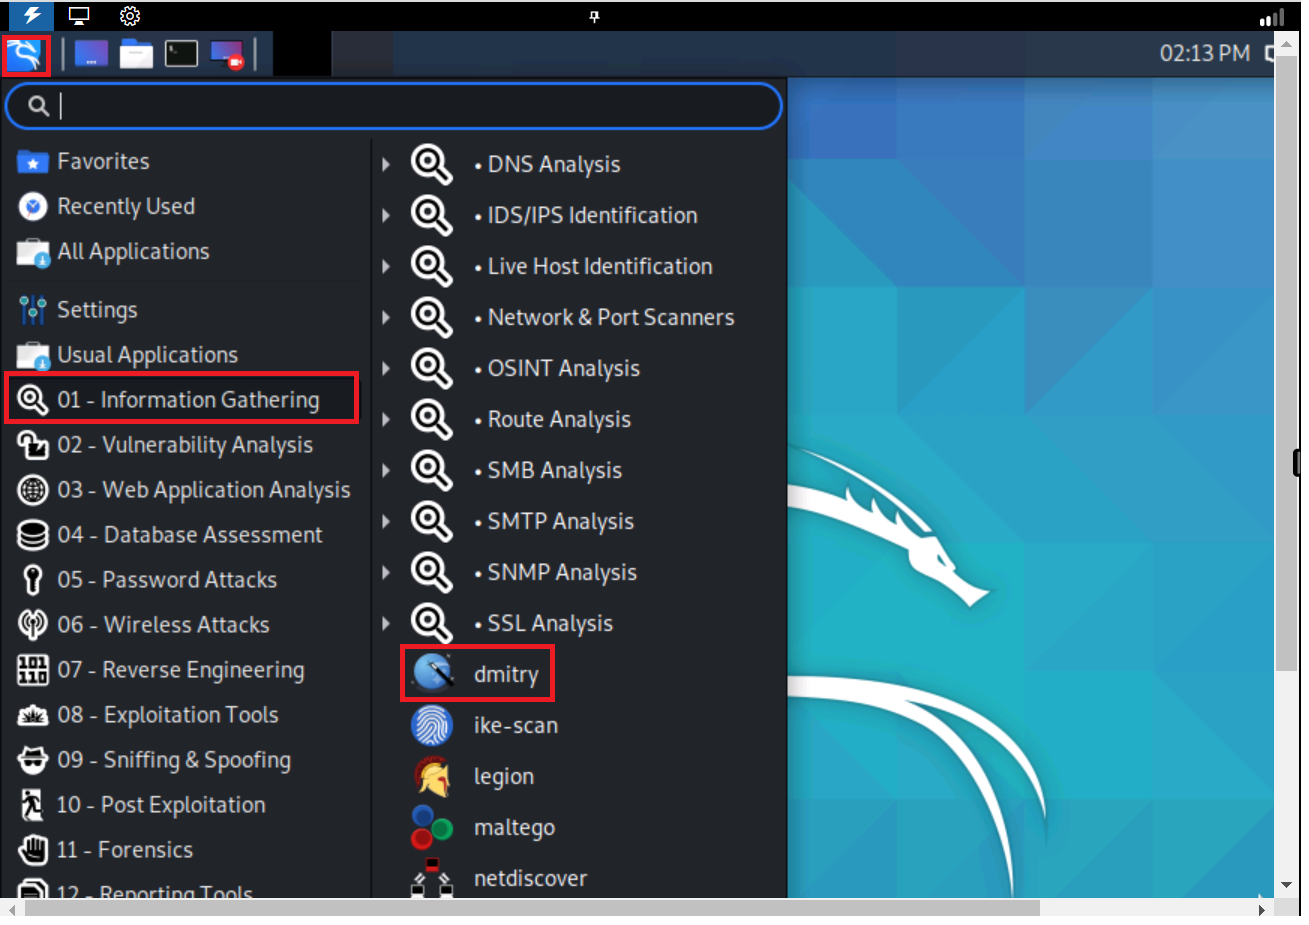 02:13 PM
Favorites
Recently Used
All Applications
Settings
Usual Applications
01 - Information Gathering
02 - Vulnerability Analysis
03 - Web Application Analysis
04 - Database Assessment
05 - Password Attacks
06 - Wireless Attacks
07 - Reverse Engineering
08 - Exploitation Tools
09 - Sniffing & Spoofing
10 - Post Exploitation
11 - Forensics
12 - Reporting Tools
• DNS Analysis
• IDS/IPS Identification
• Live Host Identification
• Network & Port Scanners
• OSINT Analysis
• Route Analysis
• SMB Analysis
• SMTP Analysis
• SNMP Analysis
• SSL Analysis
dmitry
ike-scan
legion
maltego
netdiscover